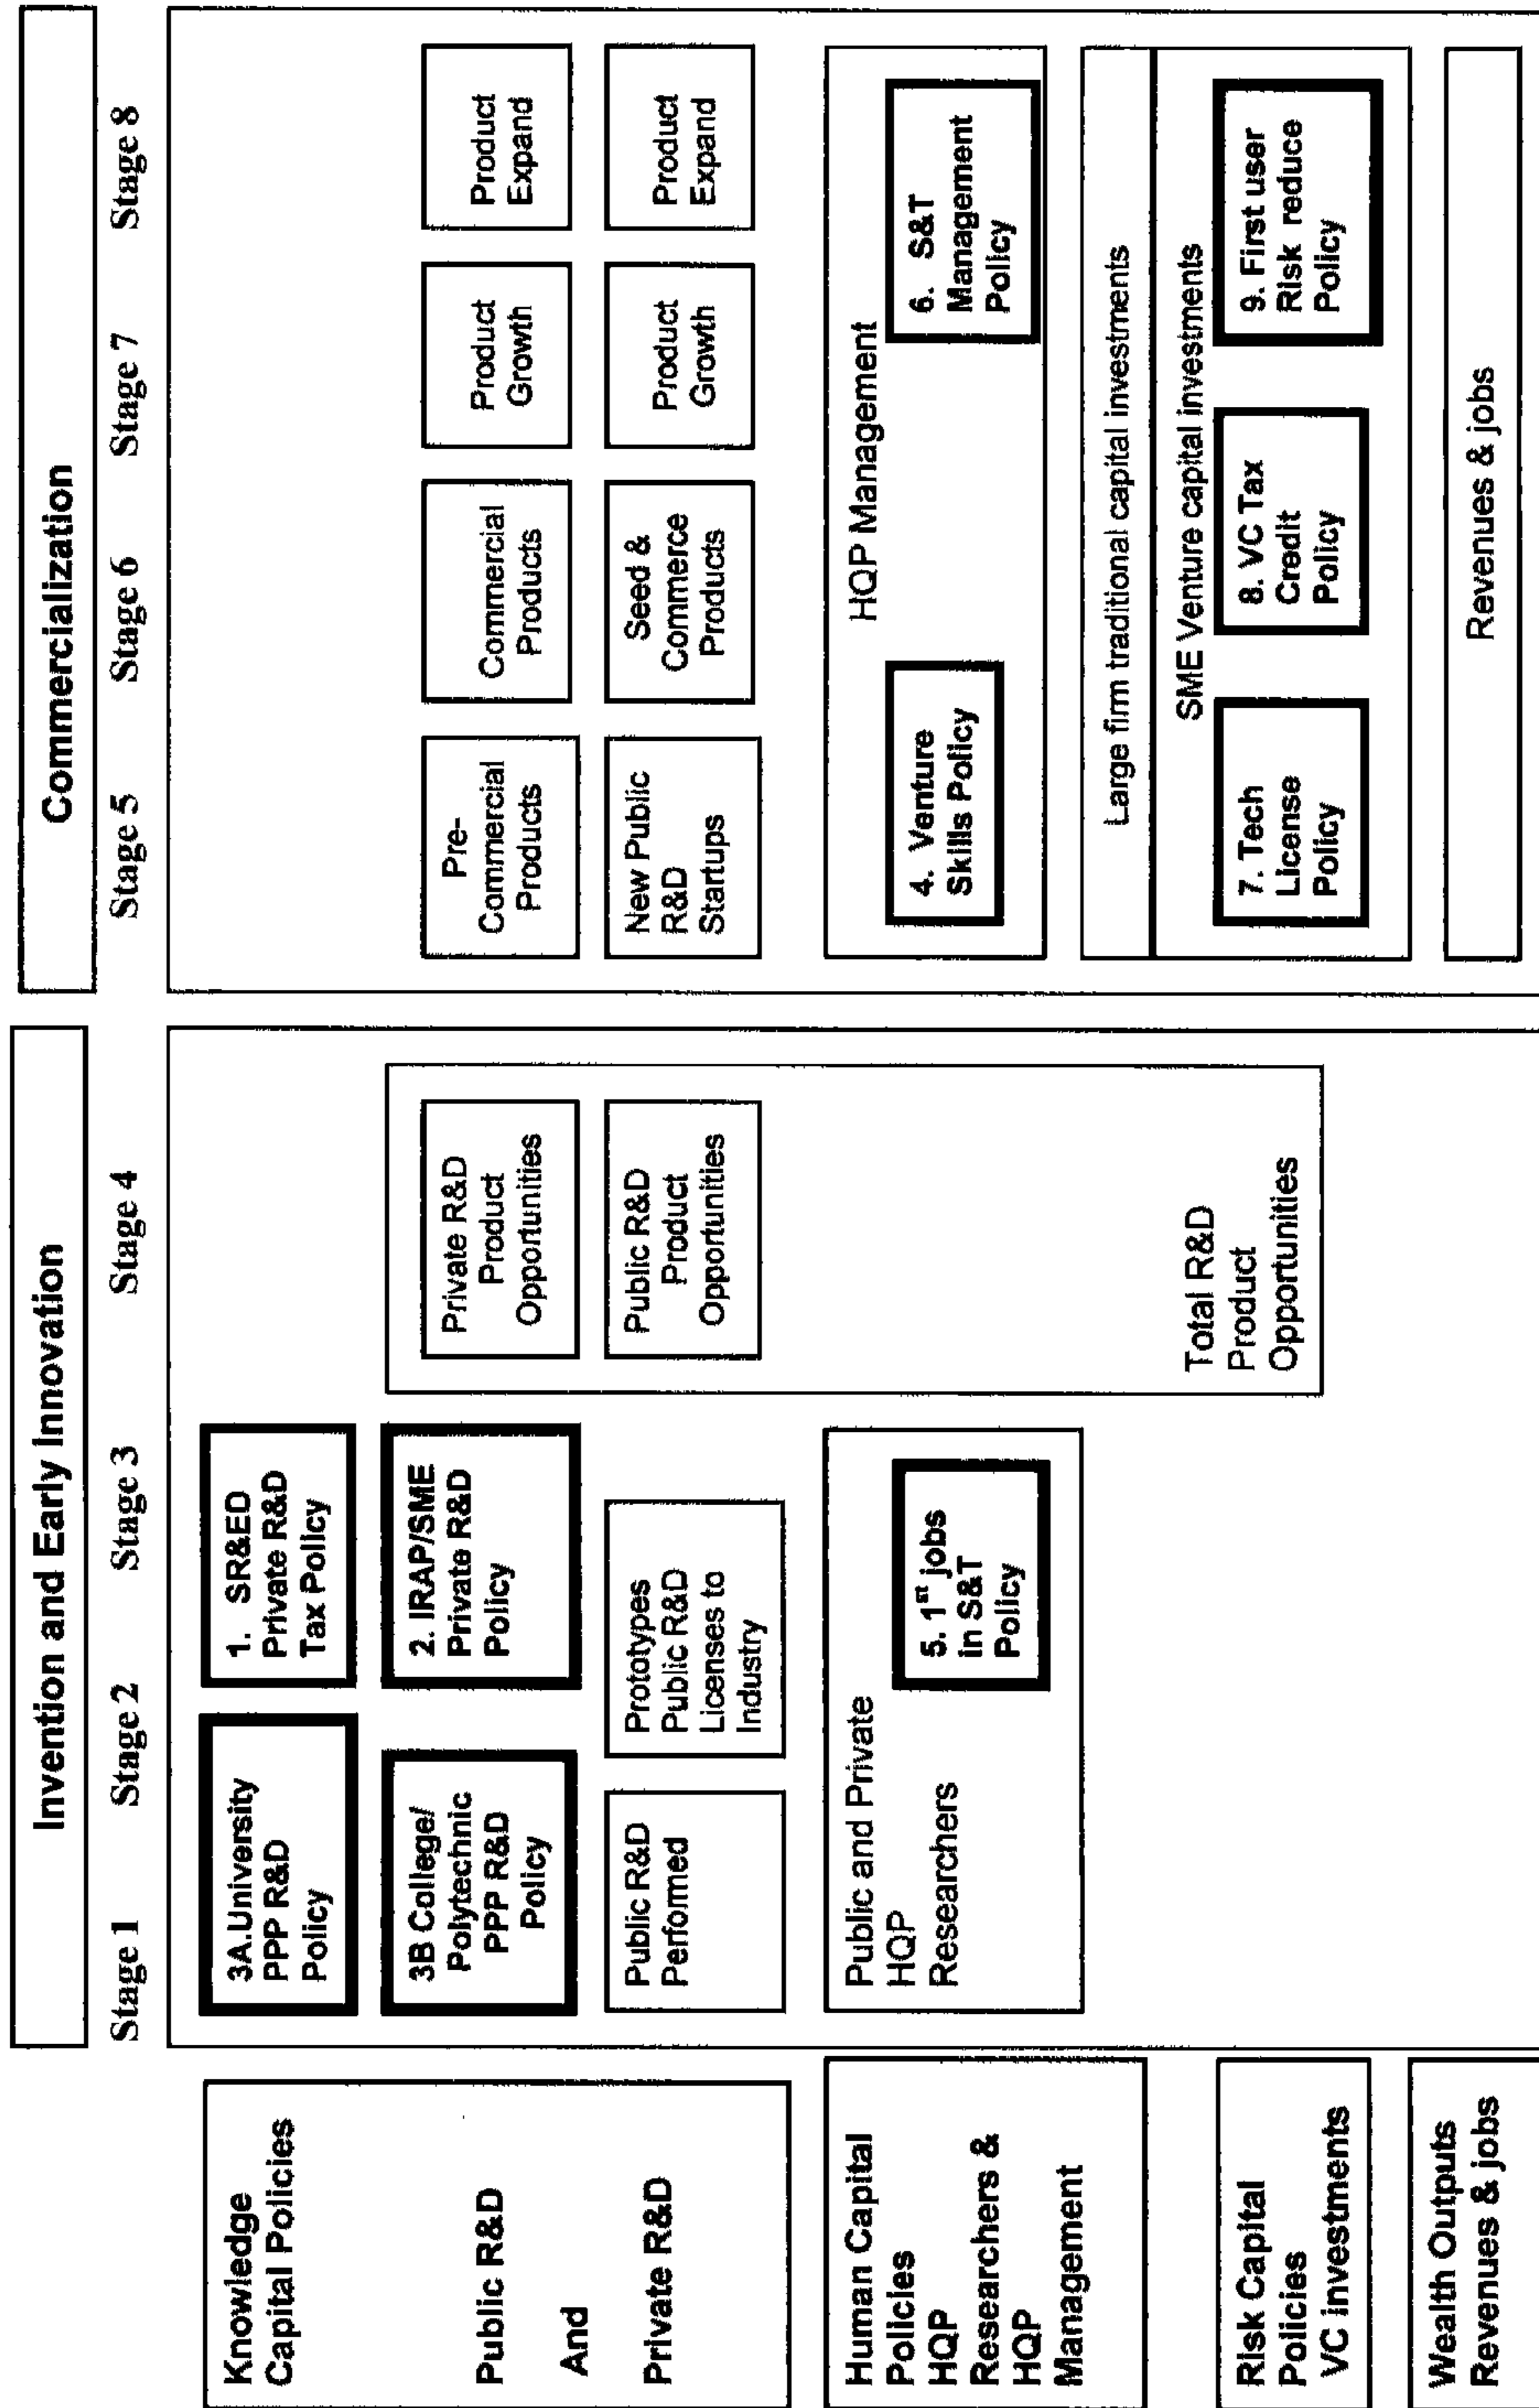 Invention and Early Innovation
Commercialization
Stage 1
Stage 2
Stage 3
Stage 4
Stage 5
Stage 6
Stage 7
Stage 8
Knowledge
Capital Policies
Public R&D
And
Private R&D
3A.University
PPP R&D
Policy
1. SR&ED
Private R&D
Tax Policy
3B College/
Polytechnic
PPP R&D
Policy
2. IRAP/SME
Private R&D
Policy
Public R&D
Performed
Prototypes
Public R&D
Licenses to
Industry
Private R&D
Product
Opportunities
Public R&D
Product
Opportunities
Total R&D
Product
Opportunities
Pre-
Commercial
Products
Commercial
Products
Product
Growth
Product
Expand
New Public
R&D
Startups
Seed &
Commerce
Products
Product
Growth
Product
Expand
Human Capital
Policies
HQP
Researchers &
HQP
Management
Public and Private
HQP
Researchers
5. 1st jobs
in S&T
Policy
HQP Management
4. Venture
Skills Policy
6. S&T
Management
Policy
Risk Capital
Policies
VC investments
Large firm traditional capital investments
SME Venture capital investments
7. Tech
License
Policy
8. VC Tax
Credit
Policy
9. First user
Risk reduce
Policy
Wealth Outputs
Revenues & jobs
Revenues & jobs